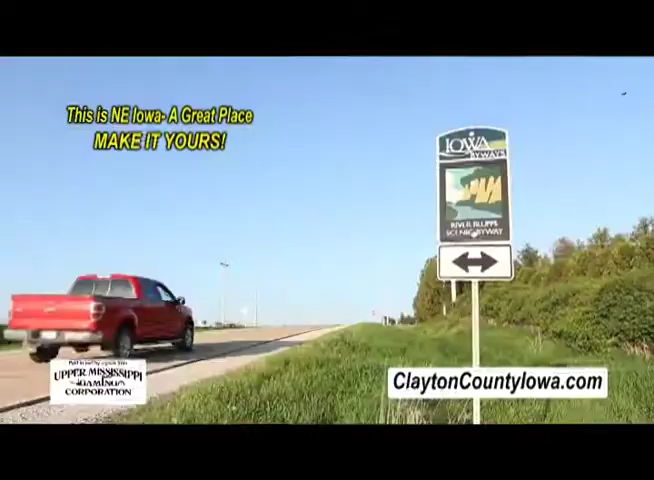 This is NE Iowa- A Great Place
MAKE IT YOURS!
IOWA
BYWAYS
RIVER BLUFFS
SCENIC BYWAY
UPPER MISSISSIPPI
GAMING
CORPORATION
ClaytonCountyIowa.com